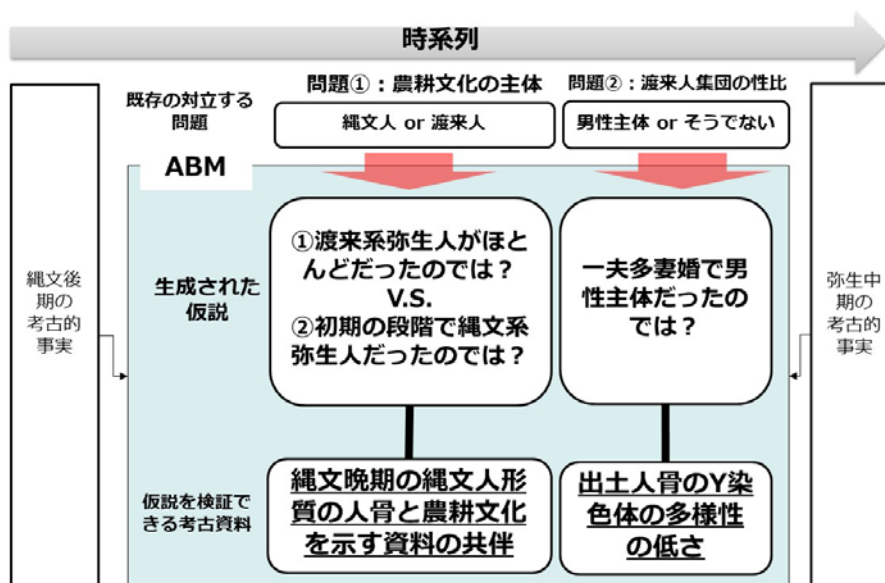 時系列
既存の対立する
問題
問題①：農耕文化の主体
縄文人 or 渡来人
問題②：渡来人集団の性比
男性主体 or そうでない
ABM
縄文後
期の
考古的
事実
生成された
仮説
①渡来系弥生人がほと
んどだったのでは？
V.S.
②初期の段階で縄文系
弥生人だったのでは？
一夫多妻婚で男
性主体だったの
では？
弥生中
期の
考古的
事実
仮説を検証で
きる考古資料
縄文晩期の縄文人形
質の人骨と農耕文化
を示す資料の共伴
出土人骨のY染
色体の多様性
の低さ